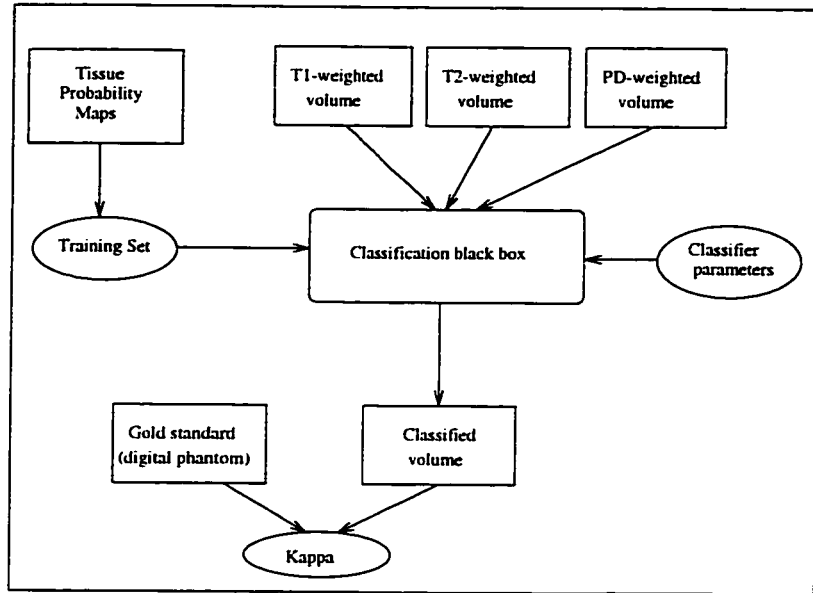 Tissue
Probability
Maps
T1-weighted
volume
T2-weighted
volume
PD-weighted
volume
Training Set
Classification black box
Classifier
parameters
Gold standard
(digital phantom)
Classified
volume
Kappa